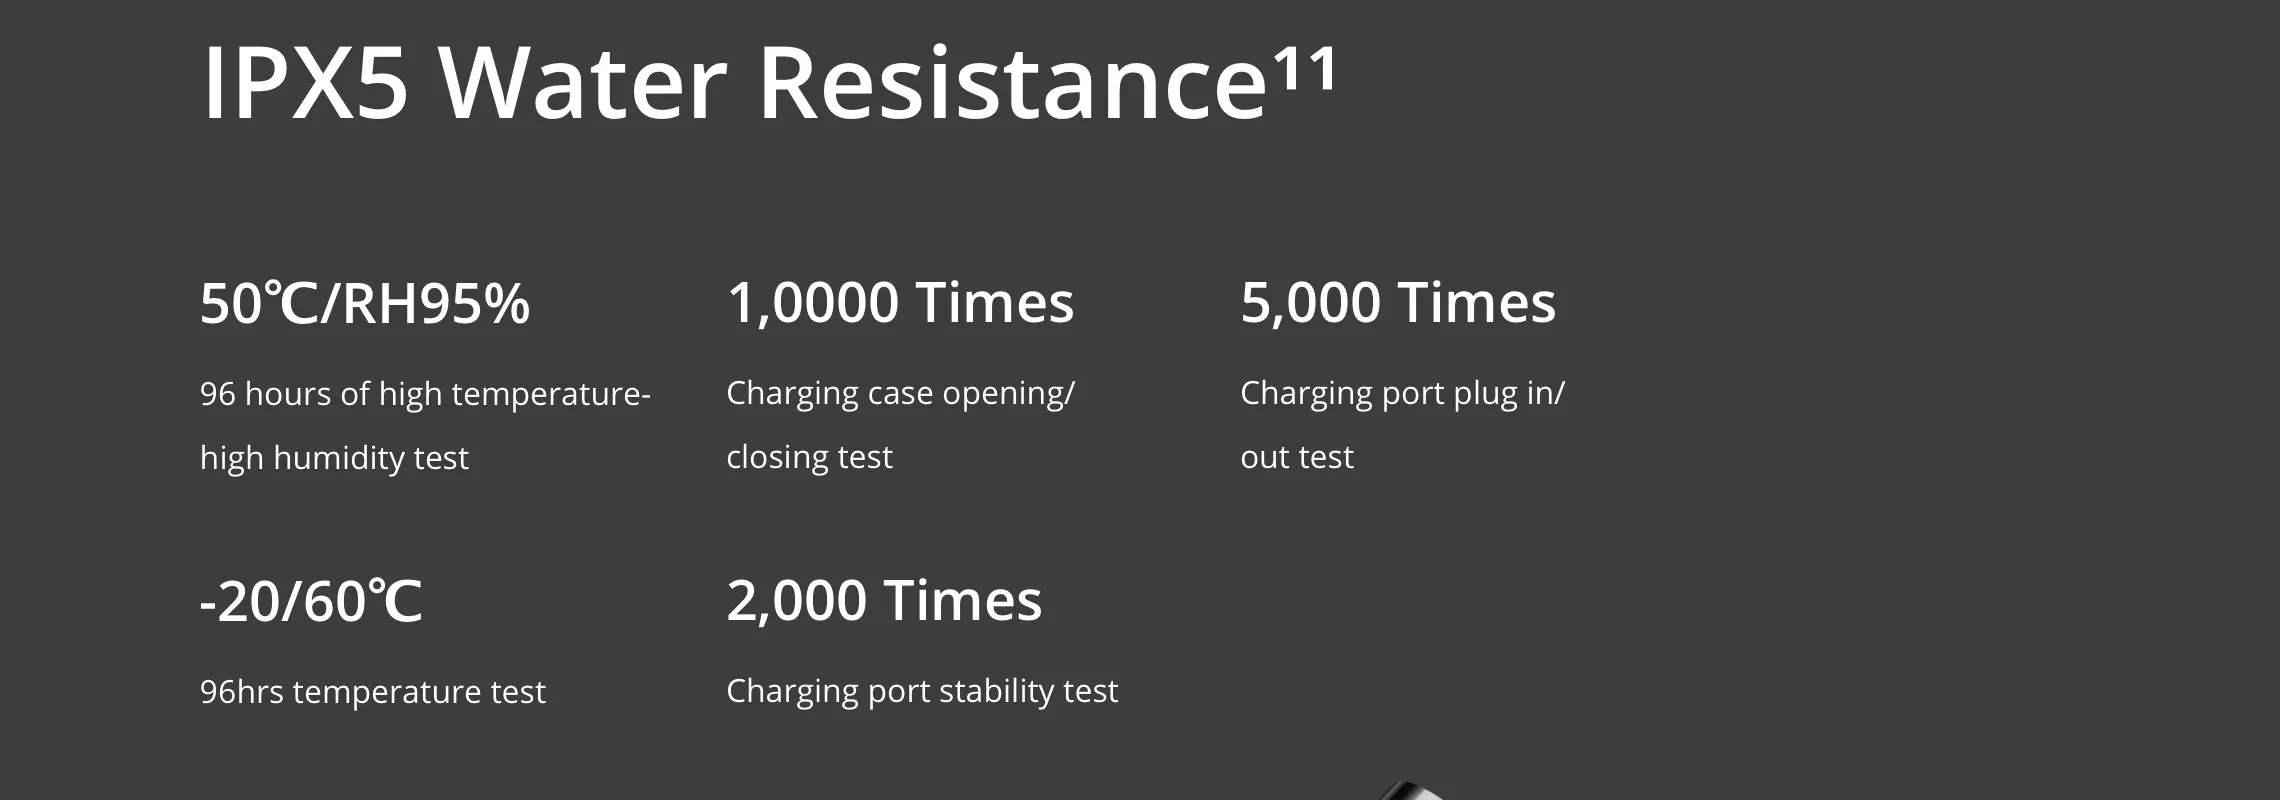 IPX5 Water Resistance¹¹
50℃/RH95%
96 hours of high temperature-
high humidity test
1,0000 Times
Charging case opening/
closing test
5,000 Times
Charging port plug in/
out test
-20/60℃
96hrs temperature test
2,000 Times
Charging port stability test